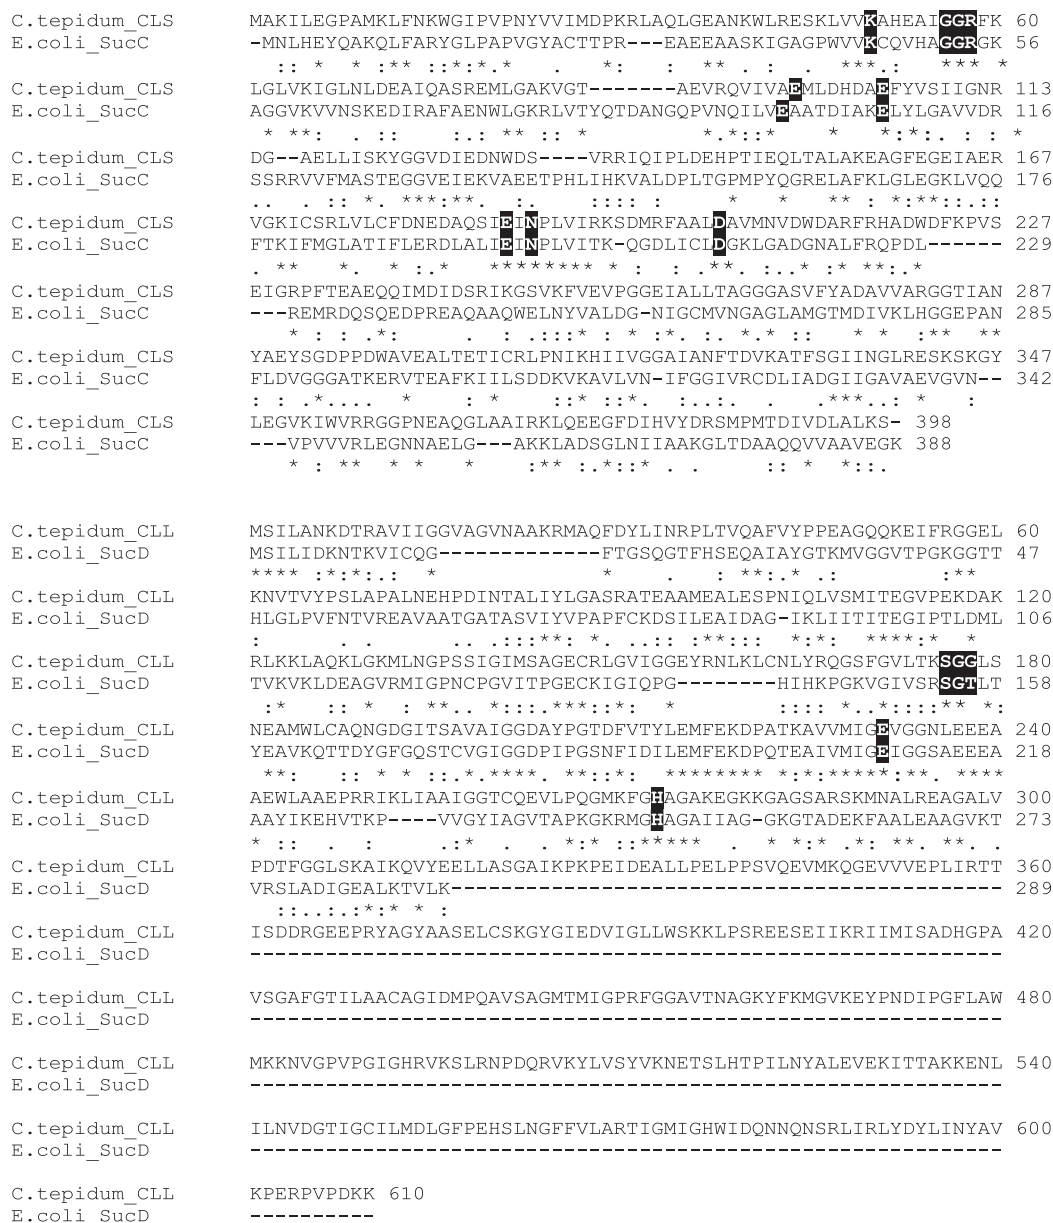 C.tepidum_CLS MAKILEGPAMKLFNKWGIPVPNYVVIMDPKRLAQLGEANKWLRESKLVVKAHEAIGGRFK 60
E.coli_SucC -MNLHEYQAKQLFARYGLPAPVGYACTTPR---EAEEAASKIGAGPWVVKCQVHAGGRGK 56
:: * * ** :::*:.* . *: : ** . : ***.: *** *
C.tepidum_CLS LGLVKIGLNLDEAIQASREMLGAKVGT-------AEVRQVIVAEMLDHDAEFYVSIIGNR 113
E.coli_SucC AGGVKVVNSKEDIRAFAENWLGKRLVTYQTDANGQPVNQILVEAATDIAKELYLGAVVDR 116
* **: . :: :.: ** :: * *.*::* * *:*:. : *
C.tepidum_CLS DG--AELLISKYGGVDIEDNWDS----VRRIQIPLDEHPTIEQLTALAKEAGFEGEIAER 167
E.coli_SucC SSRRVVFMASTEGGVEIEKVAEETPHLIHKVALDPLTGPMPYQGRELAFKLGLEGKLVQQ 176
.. . :: *. ***:**. :. :::: : * * ** : *:**::.::
C.tepidum_CLS VGKICSRLVLCFDNEDAQSIEINPLVIRKSDMRFAALDAVMNVDWDARFRHADWDFKPVS 227
E.coli_SucC FTKIFMGLATIFLERDLALIEINPLVITK-QGDLICLDGKLGADGNALFRQPDL------ 229
. ** *. * :.* ******** * : : .**. :..* :* **:.*
C.tepidum_CLS EIGRPFTEAEQQIMDIDSRIKGSVKFVEVPGGEIALLTAGGGASVFYADAVVARGGTIAN 287
E.coli_SucC ---REMRDQSQEDPREAQAAQWELNYVALDG-NIGCMVNGAGLAMGTMDIVKLHGGEPAN 285
* : : .*: . : .:::* : * :*. :. *.* :: * * :** **
C.tepidum_CLS YAEYSGDPPDWAVEALTETICRLPNIKHIIVGGAIANFTDVKATFSGIINGLRESKSKGY 347
E.coli_SucC FLDVGGGATKERVTEAFKIILSDDKVKAVLVN-IFGGIVRCDLIADGIIGAVAEVGVN-- 342
: : .*.... * : * ::* ::*. :..:. . .***..: * :
C.tepidum_CLS LEGVKIWVRRGGPNEAQGLAAIRKLQEEGFDIHVYDRSMPMTDIVDLALKS- 398
E.coli_SucC ---VPVVVRLEGNNAELG---AKKLADSGLNIIAAKGLTDAAQQVVAAVEGK 388
* : ** * * * :** :.*::* . . :: * *::.
C.tepidum_CLL MSILANKDTRAVIIGGVAGVNAAKRMAQFDYLINRPLTVQAFVYPPEAGQQKEIFRGGEL 60
E.coli_SucD MSILIDKNTKVICQG-------------FTGSQGTFHSEQAIAYGTKMVGGVTPGKGGTT 47
**** :*:*:.: * * . : **:.* .: :**
C.tepidum_CLL KNVTVYPSLAPALNEHPDINTALIYLGASRATEAAMEALESPNIQLVSMITEGVPEKDAK 120
E.coli_SucD HLGLPVFNTVREAVAATGATASVIYVPAPFCKDSILEAIDAG-IKLIITITEGIPTLDML 106
: . . .. .:::**: *. ..:: :**::: *:*: ****:* *
C.tepidum_CLL RLKKLAQKLGKMLNGPSSIGIMSAGECRLGVIGGEYRNLKLCNLYRQGSFGVLTKSGGLS 180
E.coli_SucD TVKVKLDEAGVRMIGPNCPGVITPGECKIGIQPG--------HIHKPGKVGIVSRSGTLT 158
:* :: * : **.. *::: ***::*: * :::: *..*::::** *:
C.tepidum_CLL NEAMWLCAQNGDGITSAVAIGGDAYPGTDFVTYLEMFEKDPATKAVVMIGEVGGNLEEEA 240
E.coli_SucD YEAVKQTTDYGFGQSTCVGIGGDPIPGSNFIDILEMFEKDPQTEAIVMIGEIGGSAEEEA 218
**: :: * * ::.*.****. **::*: ******** *:*:*****:**. ****
C.tepidum_CLL AEWLAAEPRRIKLIAAIGGTCQEVLPQGMKFGHAGAKEGKKGAGSARSKMNALREAGALV 300
E.coli_SucD AAYIKEHVTKP----VVGYIAGVTAPKGKRMGHAGAIIAG-GKGTADEKFAALEAAGVKT 273
* :: . : .:* . . *:* ::***** . * *:* .*: **. **. .
C.tepidum_CLL PDTFGGLSKAIKQVYEELLASGAIKPKPEIDEALLPELPPSVQEVMKQGEVVVEPLIRTT 360
E.coli_SucD VRSLADIGEALKTVLK-------------------------------------------- 289
::..:.:*:* * :
C.tepidum_CLL ISDDRGEEPRYAGYAASELCSKGYGIEDVIGLLWSKKLPSREESEIIKRIIMISADHGPA 420
E.coli_SucD ------------------------------------------------------------
C.tepidum_CLL VSGAFGTILAACAGIDMPQAVSAGMTMIGPRFGGAVTNAGKYFKMGVKEYPNDIPGFLAW 480
E.coli_SucD ------------------------------------------------------------
C.tepidum_CLL MKKNVGPVPGIGHRVKSLRNPDQRVKYLVSYVKNETSLHTPILNYALEVEKITTAKKENL 540
E.coli_SucD ------------------------------------------------------------
C.tepidum_CLL ILNVDGTIGCILMDLGFPEHSLNGFFVLARTIGMIGHWIDQNNQNSRLIRLYDYLINYAV 600
E.coli_SucD ------------------------------------------------------------
C.tepidum_CLL KPERPVPDKK 610
E.coli_SucD ----------